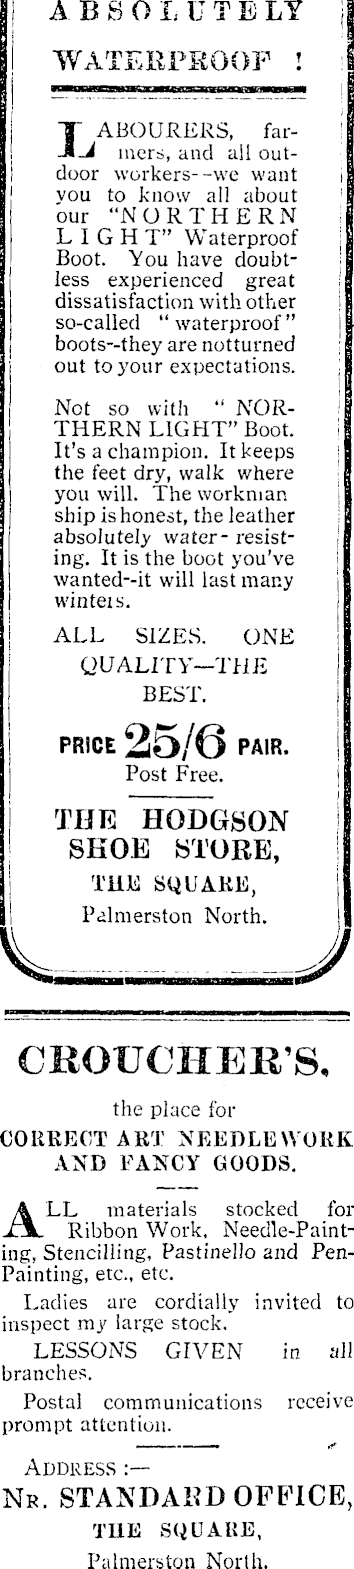 ABSOLUTELY
WATERPROOF !
LABOURERS, far-
mers, and all out-
door workers--we want
you to know all about
our "NORTHERN
LIGHT" Waterproof
Boot. You have doubt-
less experienced great
dissatisfaction with other
so-called "waterproof"
boots--they are notturned
out to your expectations.
Not so with "NOR-
THERN LIGHT" Boot.
It's a champion. It keeps
the feet dry, walk where
you will. The workman
ship is honest, the leather
absolutely water-resist-
ing. It is the boot you've
wanted--it will last many
winters.
ALL SIZES. ONE
QUALITY—THE
BEST.
PRICE 25/6 PAIR.
Post Free.
THE HODGSON
SHOE STORE,
THE SQUARE,
Palmerston North.
CROUCHER'S,
the place for
CORRECT ART NEEDLEWORK
AND FANCY GOODS.
ALL materials stocked for
Ribbon Work, Needle-Paint-
ing, Stencilling, Pastinello and Pen-
Painting, etc., etc.
Ladies are cordially invited to
inspect my large stock.
LESSONS GIVEN in all
branches.
Postal communications receive
prompt attention.
ADDRESS :—
NR. STANDARD OFFICE,
THE SQUARE,
Palmerston North.